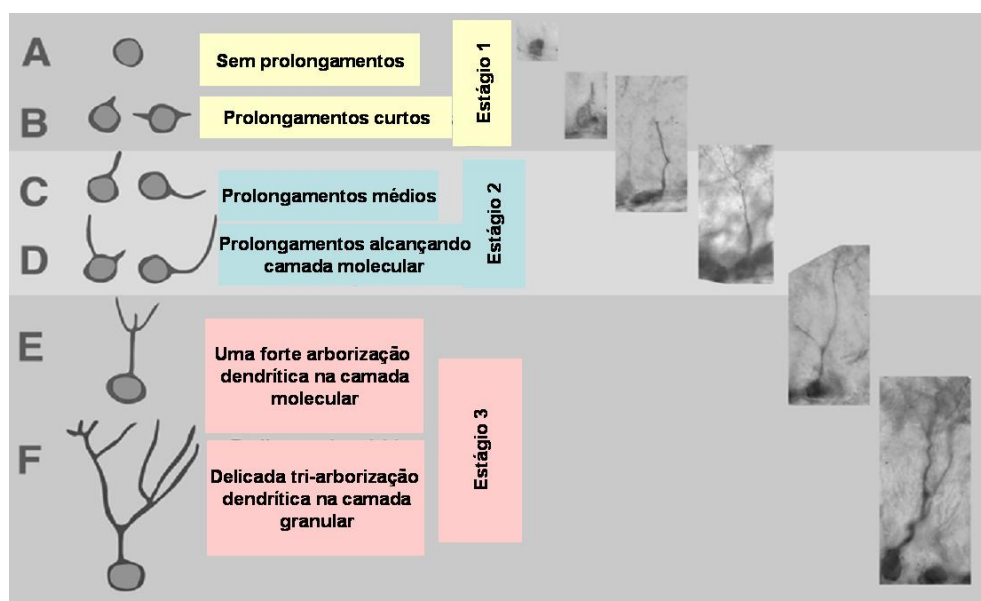 A
Sem prolongamentos
Estágio 1
B
Prolongamentos curtos
C
Prolongamentos médios
Estágio 2
D
Prolongamentos alcançando
camada molecular
E
Uma forte arborização
dendrítica na camada
molecular
Estágio 3
F
Delicada tri-arborização
dendrítica na camada
granular